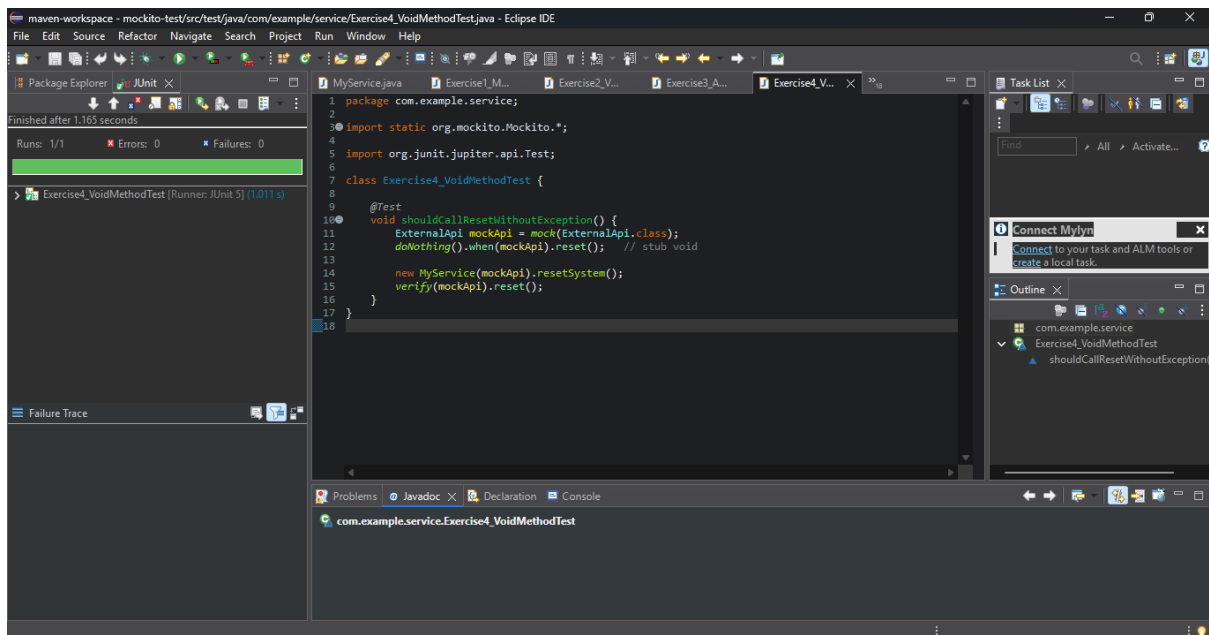 maven-workspace - mockito-test/src/test/java/com/example/service/Exercise4_VoidMethodTest.java - Eclipse IDE
File Edit Source Refactor Navigate Search Project Run Window Help
Package Explorer JUnit
Finished after 1.165 seconds
Runs: 1/1 Errors: 0 Failures: 0
Exercise4_VoidMethodTest [Runner: JUnit 5] (1.011 s)
Failure Trace
MyService.java Exercise1_M... Exercise2_V... Exercise3_A... Exercise4_V... 18
1 package com.example.service;
2
3 import static org.mockito.Mockito.*;
4
5 import org.junit.jupiter.api.Test;
6
7 class Exercise4_VoidMethodTest {
8
9 @Test
10 void shouldCallResetWithoutException() {
11 ExternalApi mockApi = mock(ExternalApi.class);
12 doNothing().when(mockApi).reset(); // stub void
13
14 new MyService(mockApi).resetSystem();
15 verify(mockApi).reset();
16 }
17 }
18
Problems Javadoc Declaration Console
com.example.service.Exercise4_VoidMethodTest
Task List
Find All Activate...
Connect Mylyn
Connect to your task and ALM tools or
create a local task.
Outline
com.example.service
Exercise4_VoidMethodTest
shouldCallResetWithoutException(